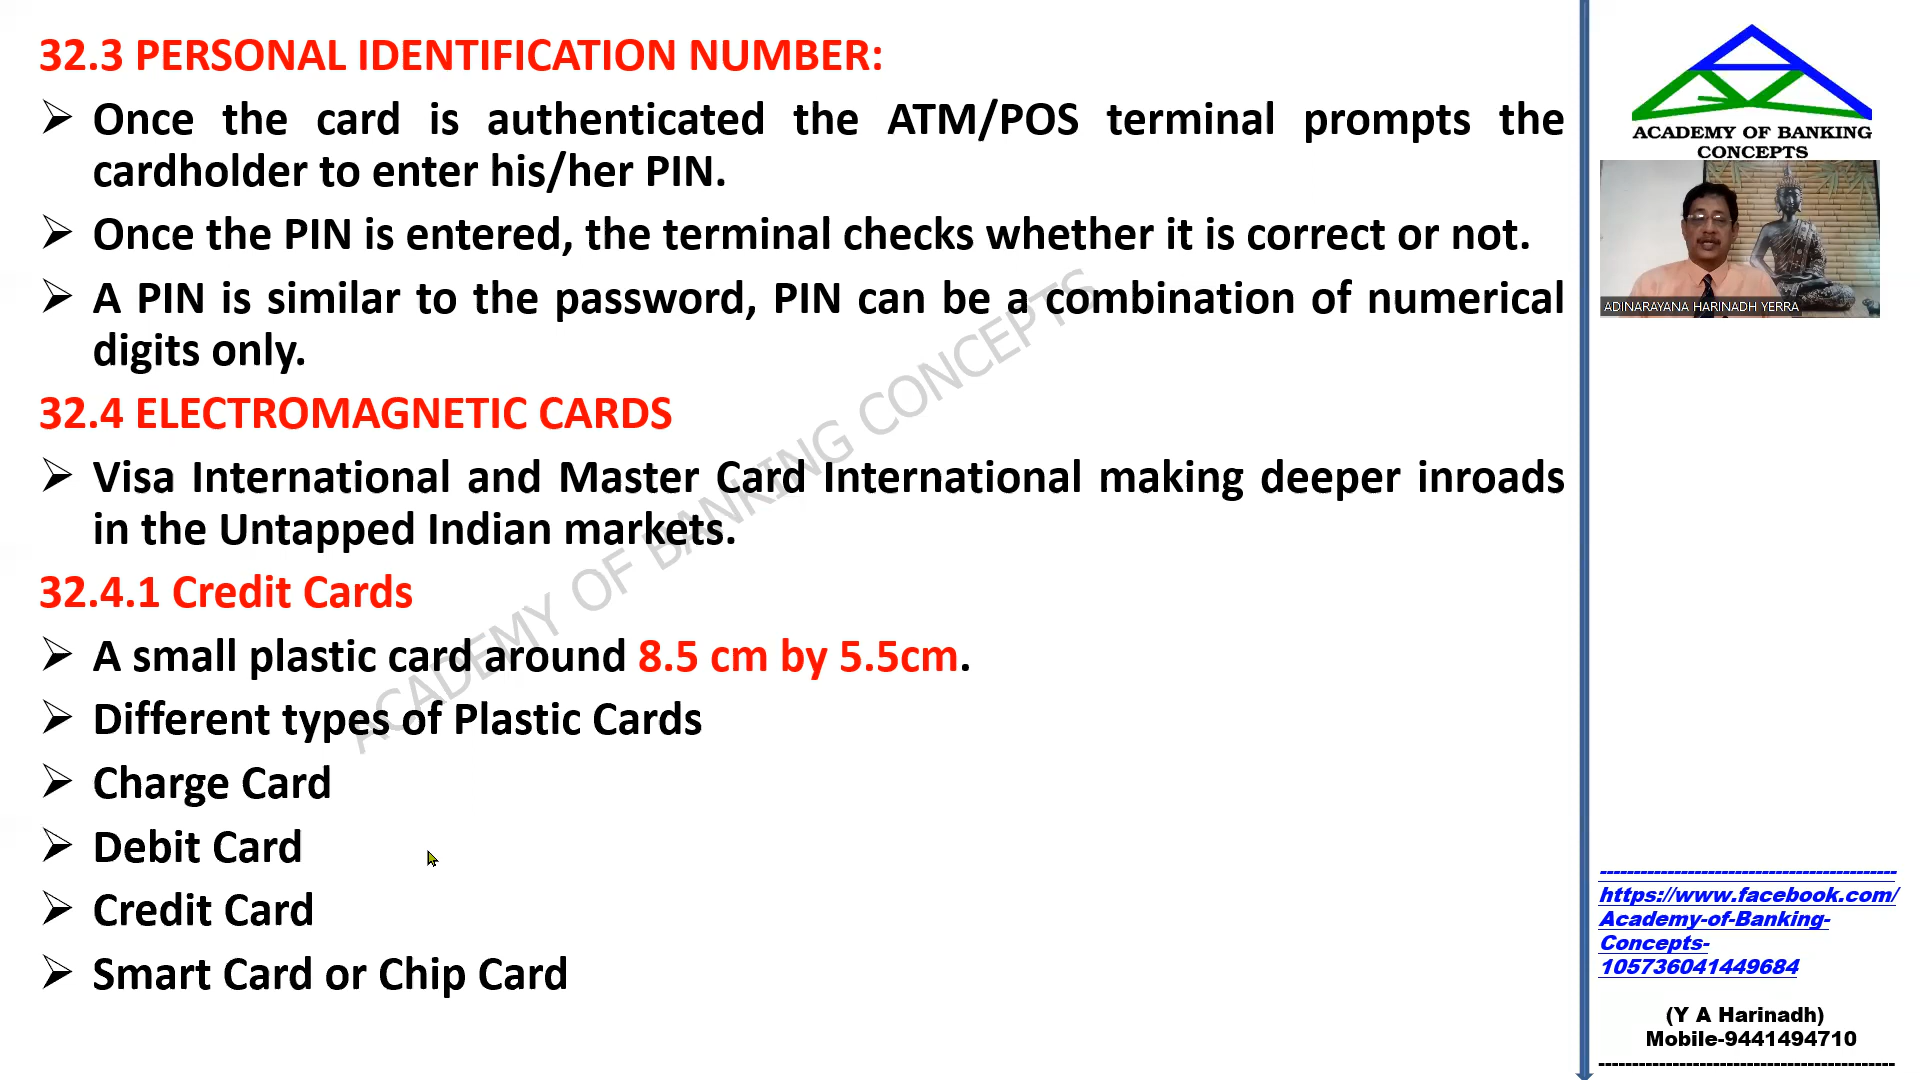 32.3 PERSONAL IDENTIFICATION NUMBER:
➢ Once the card is authenticated the ATM/POS terminal prompts the
cardholder to enter his/her PIN.
➢ Once the PIN is entered, the terminal checks whether it is correct or not.
➢ A PIN is similar to the password, PIN can be a combination of numerical
digits only.
32.4 ELECTROMAGNETIC CARDS
➢ Visa International and Master Card International making deeper inroads
in the Untapped Indian markets.
32.4.1 Credit Cards
➢ A small plastic card around 8.5 cm by 5.5cm.
➢ Different types of Plastic Cards
➢ Charge Card
➢ Debit Card
➢ Credit Card
➢ Smart Card or Chip Card
ACADEMY OF BANKING CONCEPTS
ACADEMY OF BANKING
CONCEPTS
ADINARAYANA HARINADH YERRA
--------------------------------------------
https://www.facebook.com/
Academy-of-Banking-
Concepts-
105736041449684
(Y A Harinadh)
Mobile-9441494710
--------------------------------------------